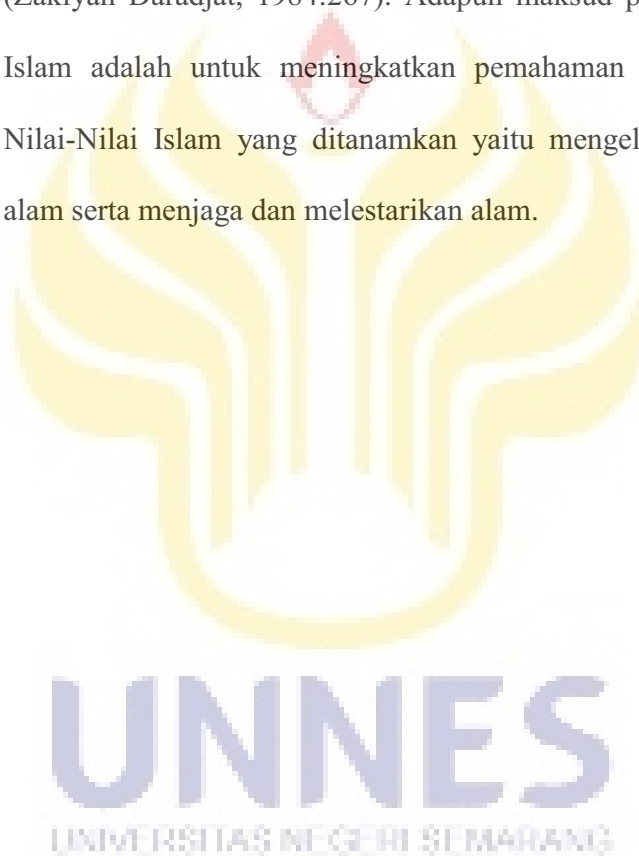 (Zakiyah Daradjat, 1984:207). Adapun maksud p
Islam adalah untuk meningkatkan pemahaman
Nilai-Nilai Islam yang ditanamkan yaitu mengel
alam serta menjaga dan melestarikan alam.
UNNES
UNIVERSITAS NEGERI SEMARANG